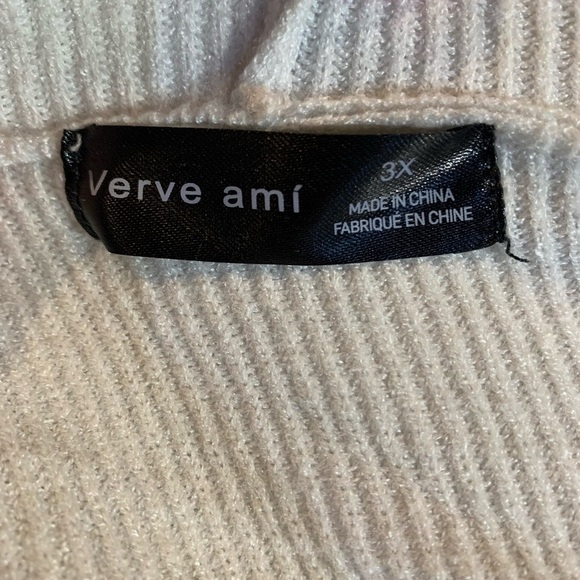 Verve amí
3X
MADE IN CHINA
FABRIQUÉ EN CHINE